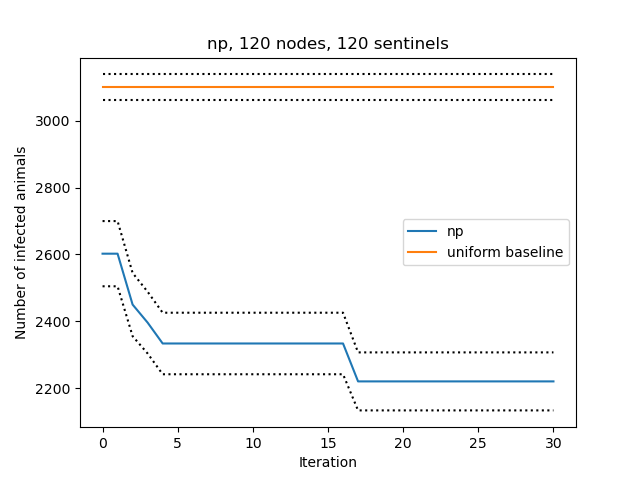 np, 120 nodes, 120 sentinels
Number of infected animals
3000
2800
2600
2400
2200
np
uniform baseline
0 5 10 15 20 25 30
Iteration